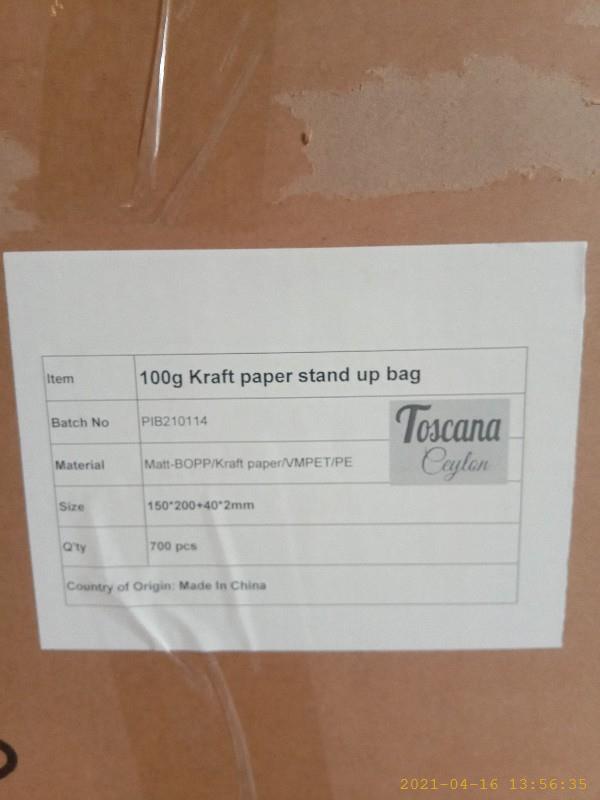 Item 100g Kraft paper stand up bag
Batch No PIB210114
Toscana
Ceylon
Material Matt-BOPP/Kraft paper/VMPET/PE
Size 150*200+40*2mm
Q'ty 700 pcs
Country of Origin: Made In China
2021-04-16 13:56:35